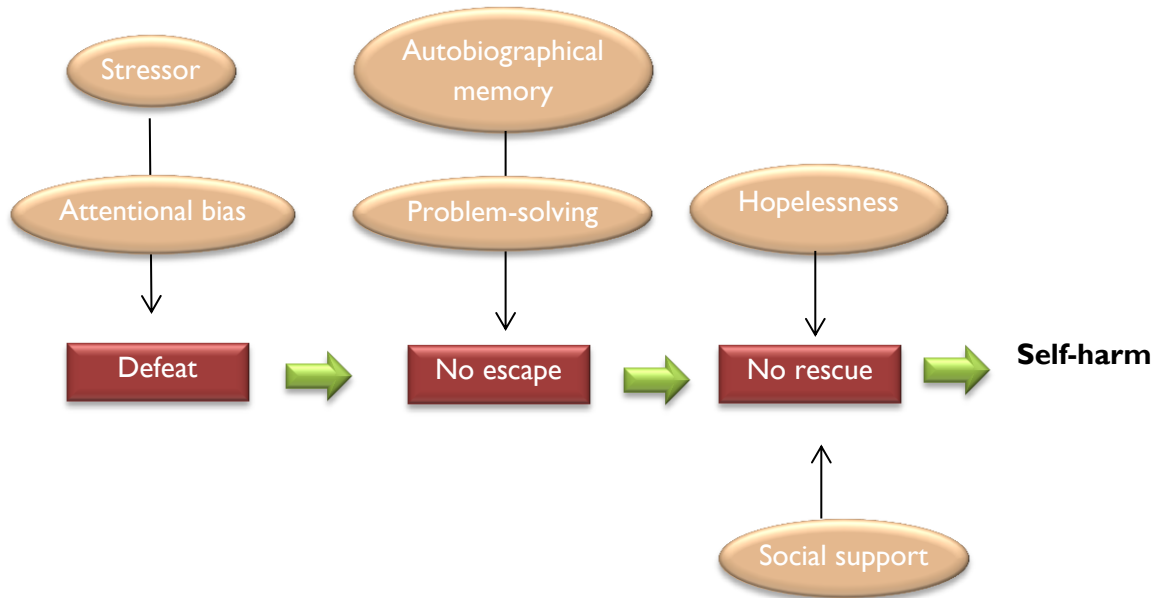 Stressor
Autobiographical
memory
Attentional bias
Problem-solving
Hopelessness
Defeat
No escape
No rescue
Self-harm
Social support